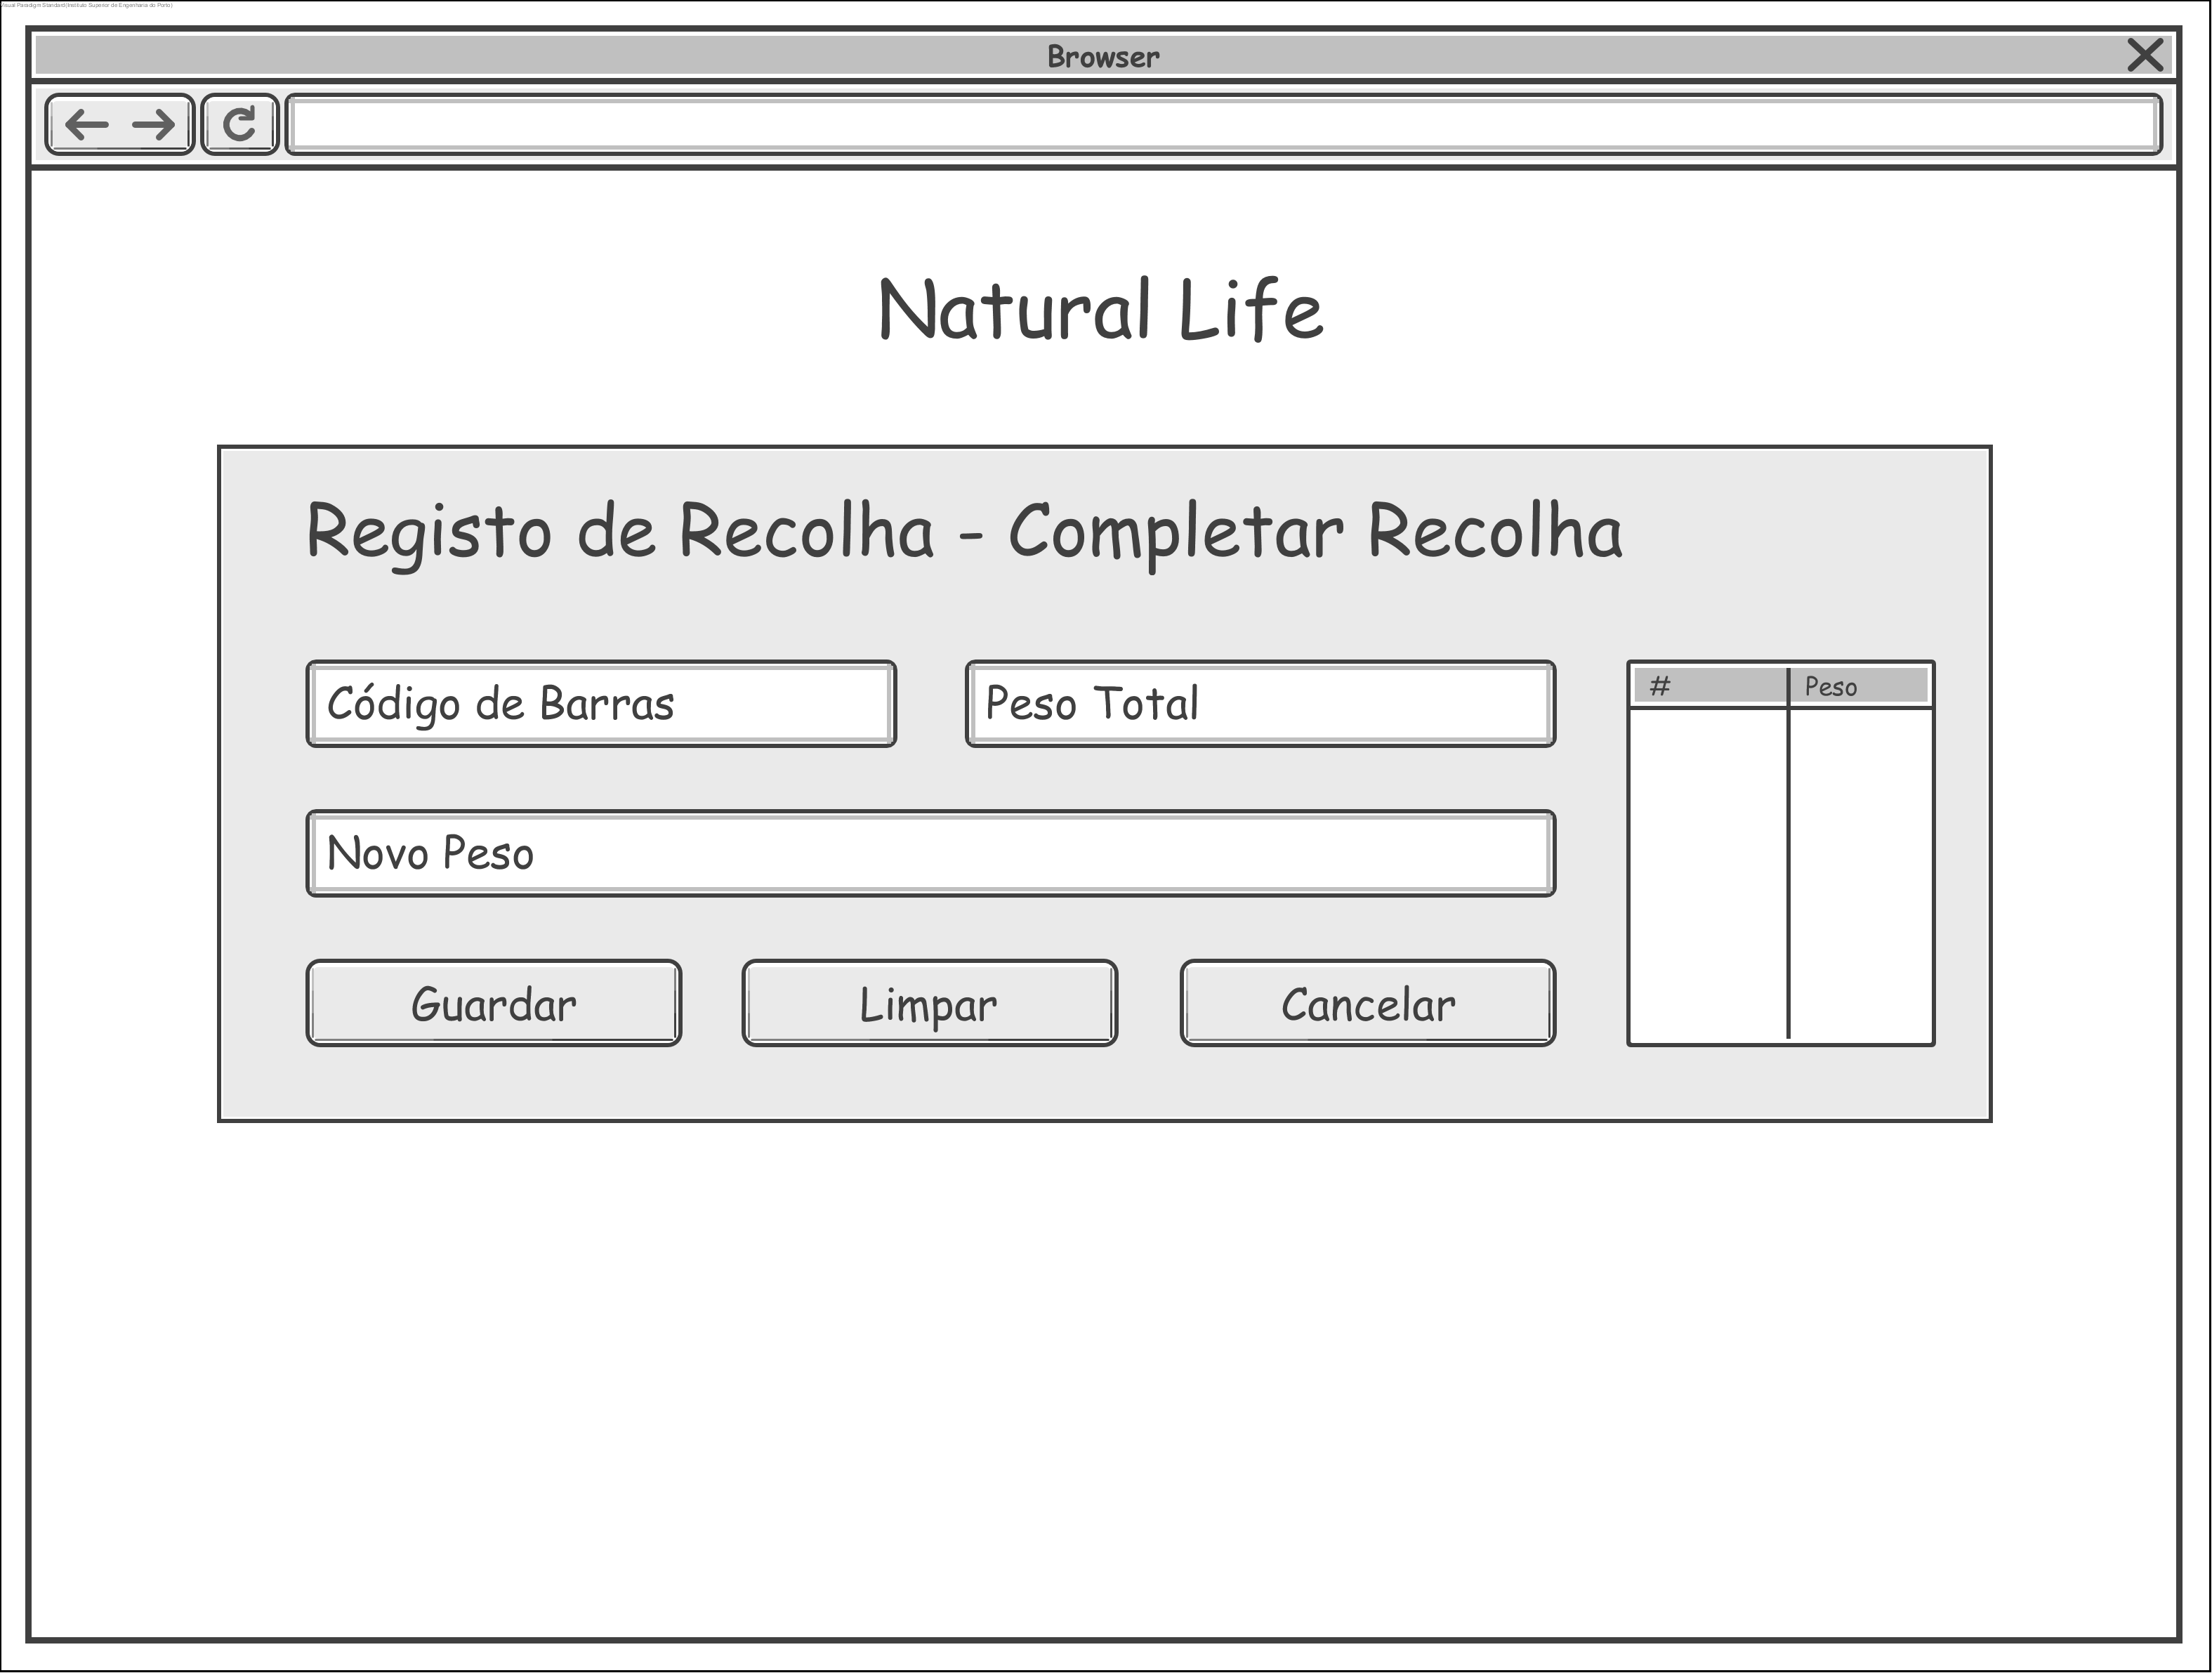 Visual Paradigm Standard(Instituto Superior de Engenharia do Porto)
Browser
Natural Life
Registo de Recolha - Completar Recolha
Código de Barras
Peso Total
# Peso
Novo Peso
Guardar
Limpar
Cancelar